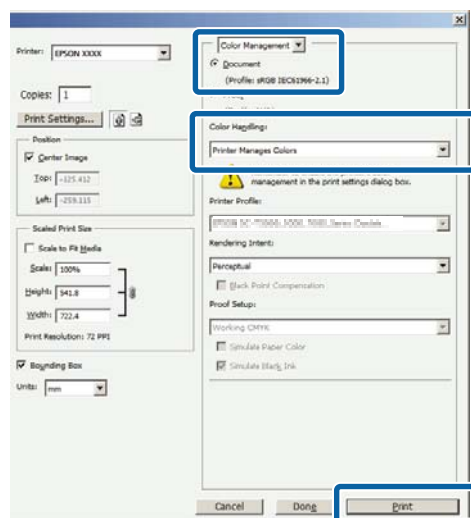 Printer: EPSON XXXX
Copies: 1
Print Settings...
Position
Center Image
Top: -125.412
Left: -259.115
Scaled Print Size
Scale to Fit Media
Scale: 100%
Height: 541.8
Width: 722.4
Print Resolution: 72 PPI
Bounding Box
Units: mm
Color Management
Document
(Profile: sRGB IEC61966-2.1)
Color Handling:
Printer Manages Colors
management in the print settings dialog box.
Printer Profile:
Rendering Intent:
Perceptual
Black Point Compensation
Proof Setup:
Working CMYK
Simulate Paper Color
Simulate Black Ink
Cancel
Done
Print